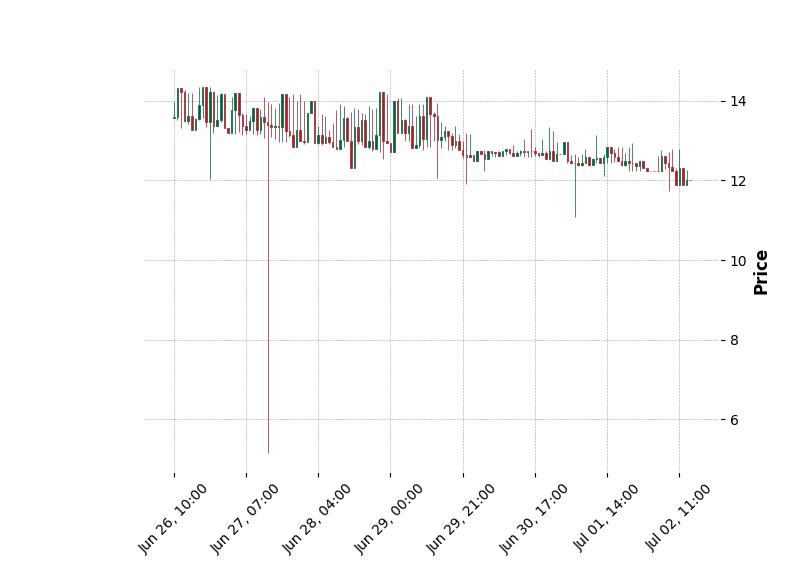 14
12
10
8
6
Price
Jun 26, 10:00
Jun 27, 07:00
Jun 28, 04:00
Jun 29, 00:00
Jun 29, 21:00
Jun 30, 17:00
Jul 01, 14:00
Jul 02, 11:00